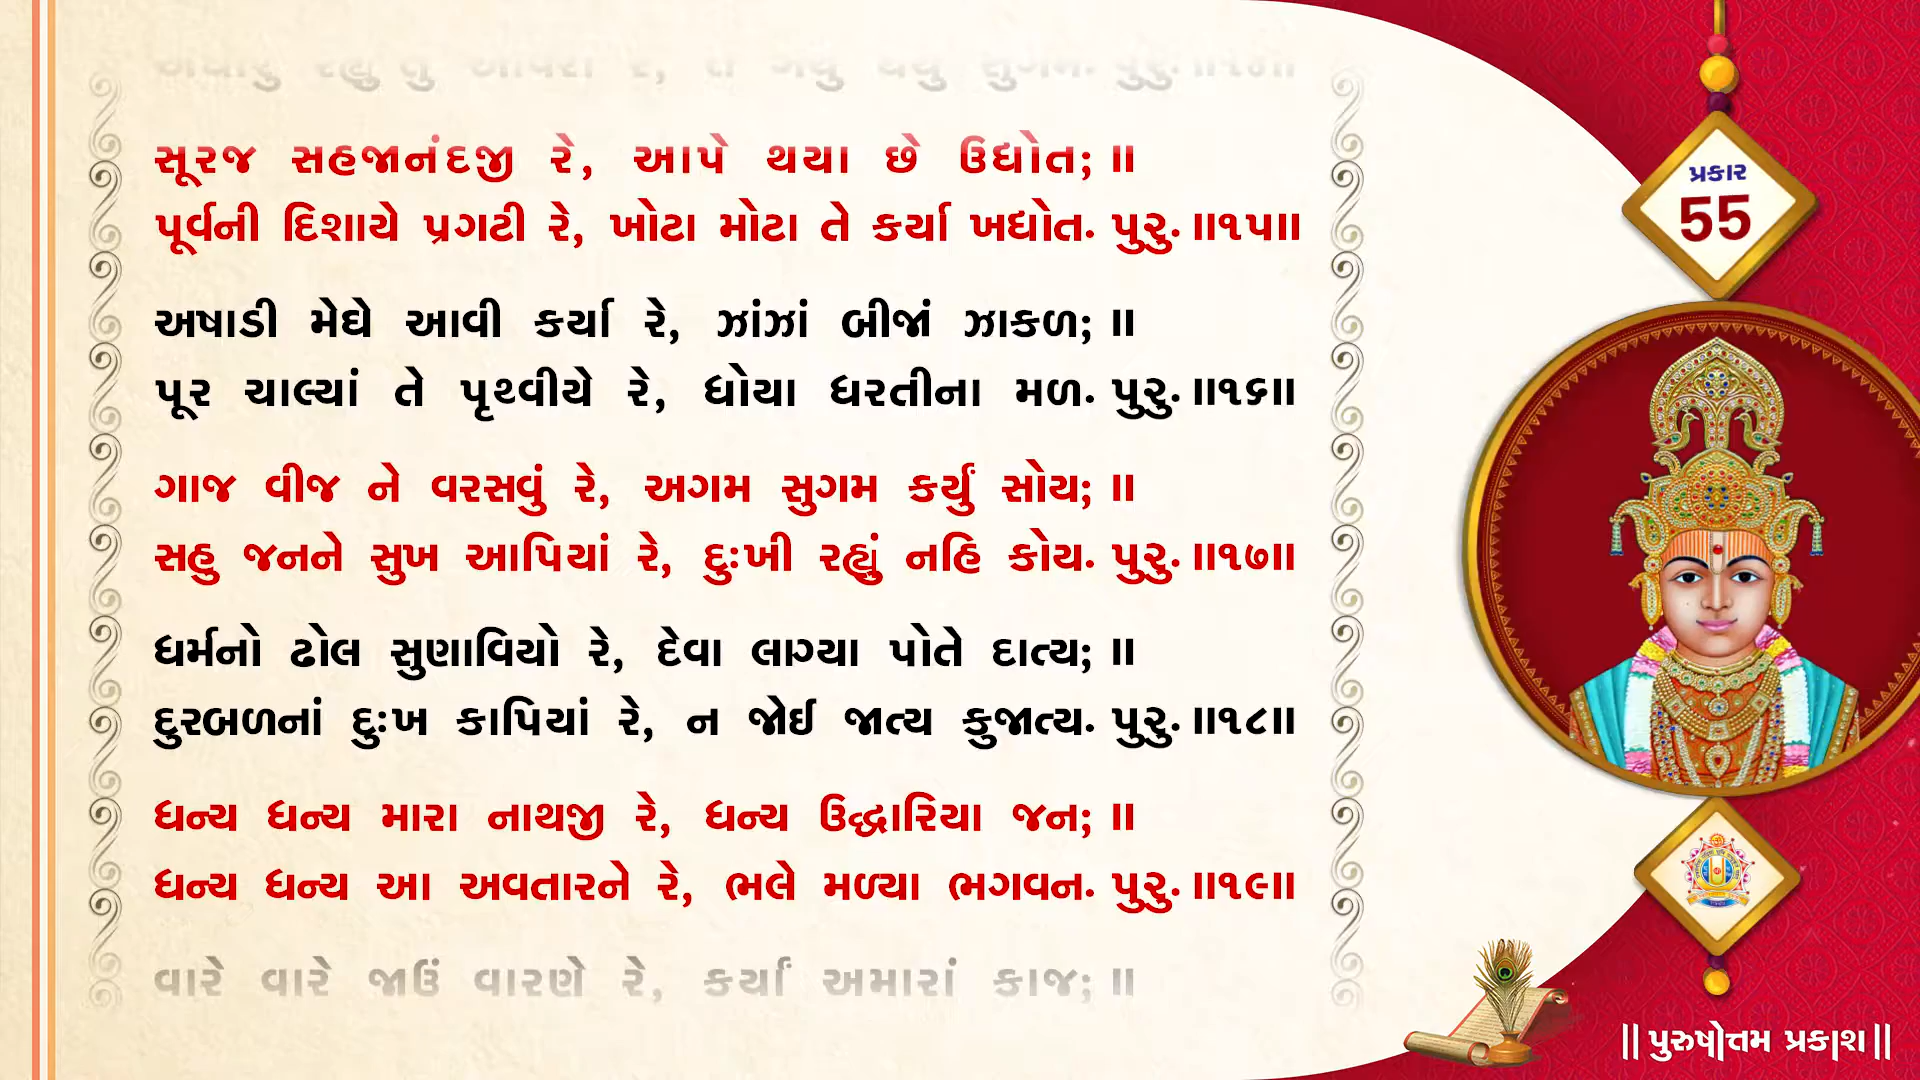 સૂરજ સહજાનંદજી રે, આપે થયા છે ઉદ્યોત; ॥
પૂર્વની દિશાયે પ્રગટી રે, ખોટા મોટા તે કર્યા ખદ્યોત. પુરુ. ॥૧૫॥
અષાડી મેઘે આવી કર્યા રે, ઝાંઝાં બીજાં ઝાકળ; ॥
પૂર ચાલ્યાં તે પૃથ્વીયે રે, ધોયા ધરતીના મળ. પુરુ. ॥૧૬॥
ગાજ વીજ ને વરસવું રે, અગમ સુગમ કર્યું સોય; ॥
સહુ જનને સુખ આપિયાં રે, દુઃખી રહ્યું નહિ કોય. પુરુ. ॥૧૭॥
ધર્મનો ઢોલ સુણાવિયો રે, દેવા લાગ્યા પોતે દાત્ય; ॥
દુરબળનાં દુઃખ કાપિયાં રે, ન જોઈ જાત્ય કુજાત્ય. પુરુ. ॥૧૮॥
ધન્ય ધન્ય મારા નાથજી રે, ધન્ય ઉદ્ધારિયા જન; ॥
ધન્ય ધન્ય આ અવતારને રે, ભલે મળ્યા ભગવન. પુરુ. ॥૧૯॥
વારે વારે જાઉં વારણે રે, કર્યાં અમારાં કાજ; ॥
પ્રકાર
55
॥ પુરુષોત્તમ પ્રકાશ ॥